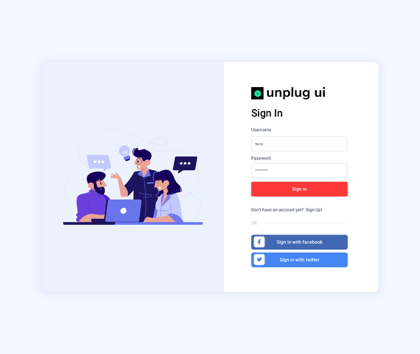 unplug ui
Sign In
Username
Name
Password
Sign in
Don't have an account yet? Sign Up!
OR
Sign in with facebook
Sign in with twitter